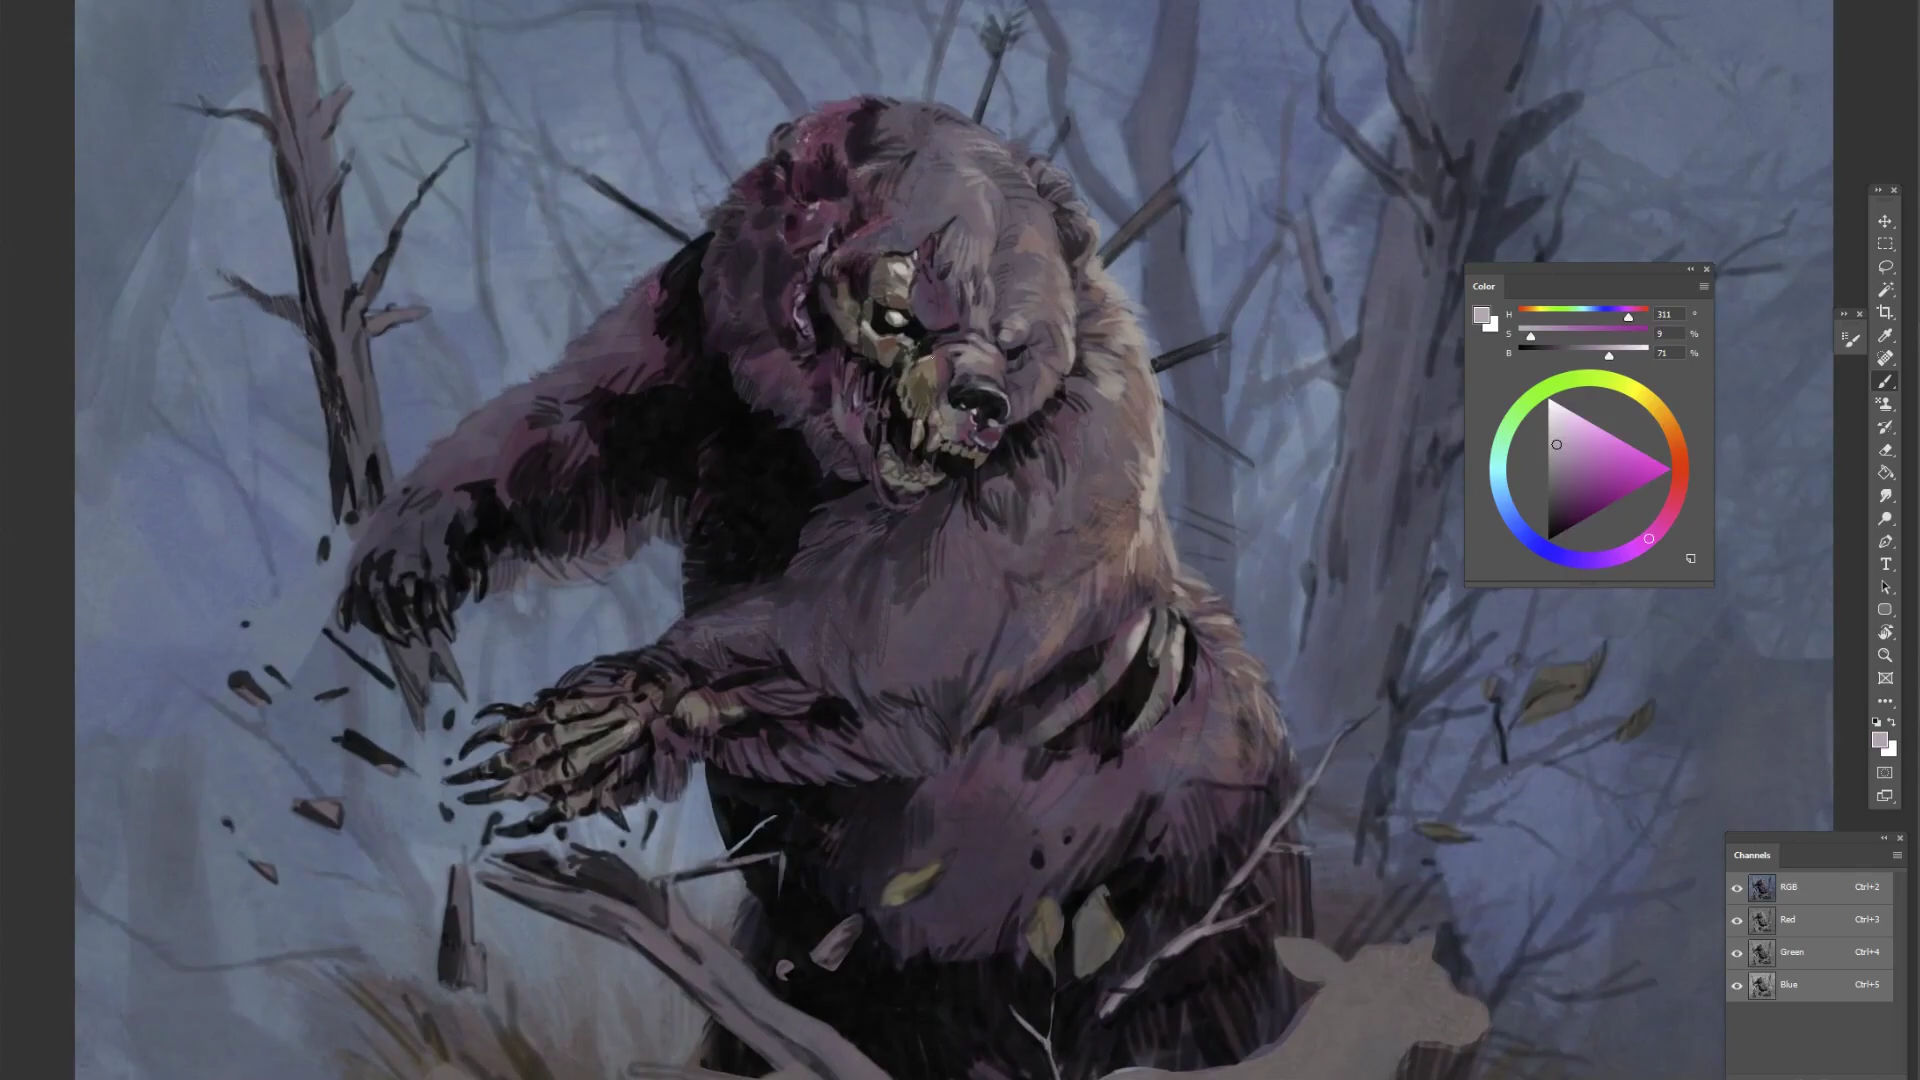 Color
H 311 °
S 9 %
B 71 %
T
Channels
RGB Ctrl+2
Red Ctrl+3
Green Ctrl+4
Blue Ctrl+5